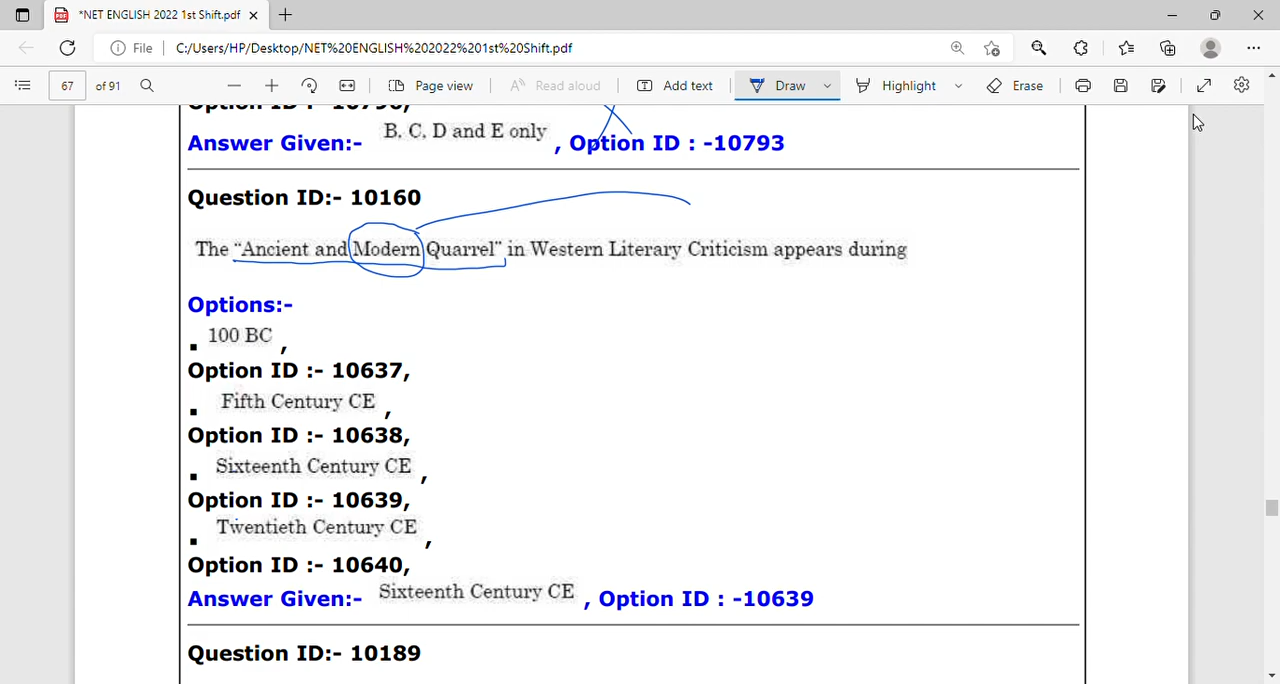 *NET ENGLISH 2022 1st Shift.pdf
File
C:/Users/HP/Desktop/NET%20ENGLISH%202022%201st%20Shift.pdf
67 of 91
Page view
Read aloud
Add text
Draw
Highlight
Erase
Option ID :- 10796,
Answer Given:- B, C, D and E only , Option ID : -10793
Question ID:- 10160
The “Ancient and Modern Quarrel” in Western Literary Criticism appears during
Options:-
100 BC ,
Option ID :- 10637,
Fifth Century CE ,
Option ID :- 10638,
Sixteenth Century CE ,
Option ID :- 10639,
Twentieth Century CE ,
Option ID :- 10640,
Answer Given:- Sixteenth Century CE , Option ID : -10639
Question ID:- 10189